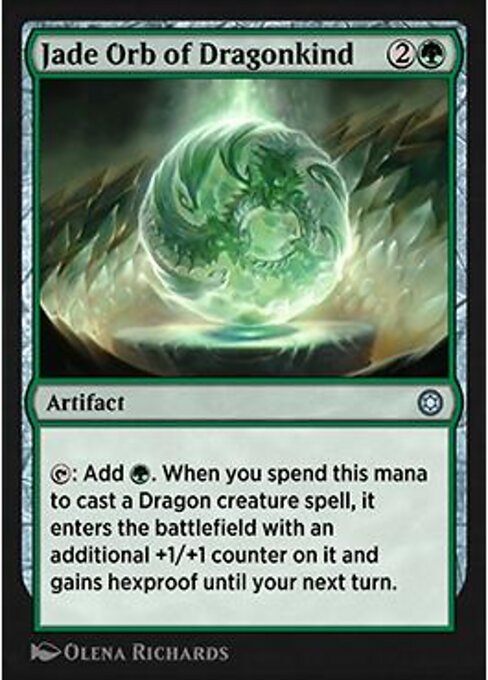 Jade Orb of Dragonkind 2
Artifact
: Add . When you spend this mana
to cast a Dragon creature spell, it
enters the battlefield with an
additional +1/+1 counter on it and
gains hexproof until your next turn.
Olena Richards